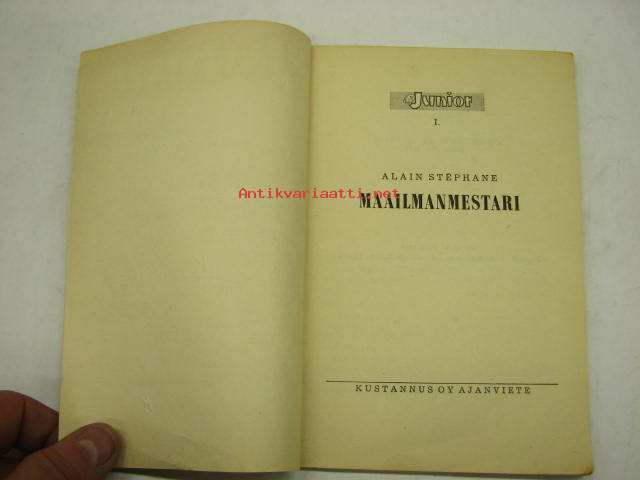 Junior
I.
ALAIN STÉPHANE
Antikvariaatti.net
MAAILMANMESTARI
KUSTANNUS OY AJANVIETE